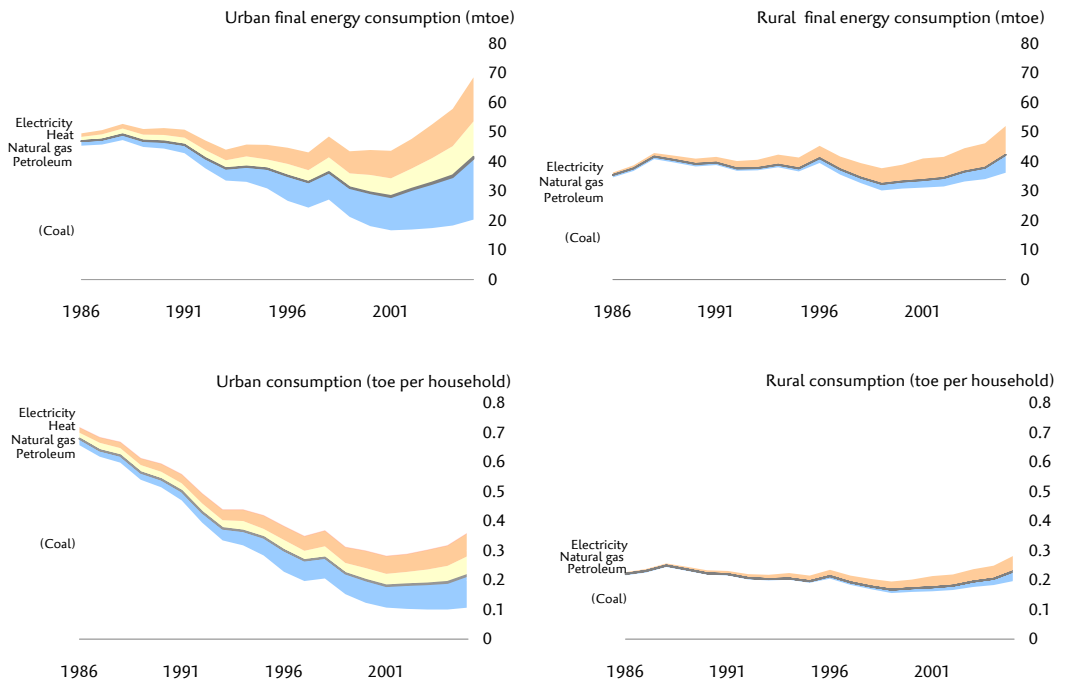 Urban final energy consumption (mtoe)
80
70
60
50
40
30
20
10
0
Electricity
Heat
Natural gas
Petroleum
(Coal)
1986 1991 1996 2001
Rural final energy consumption (mtoe)
80
70
60
50
40
30
20
10
0
Electricity
Natural gas
Petroleum
(Coal)
1986 1991 1996 2001
Urban consumption (toe per household)
0.8
0.7
0.6
0.5
0.4
0.3
0.2
0.1
0
Electricity
Heat
Natural gas
Petroleum
(Coal)
1986 1991 1996 2001
Rural consumption (toe per household)
0.8
0.7
0.6
0.5
0.4
0.3
0.2
0.1
0
Electricity
Natural gas
Petroleum
(Coal)
1986 1991 1996 2001